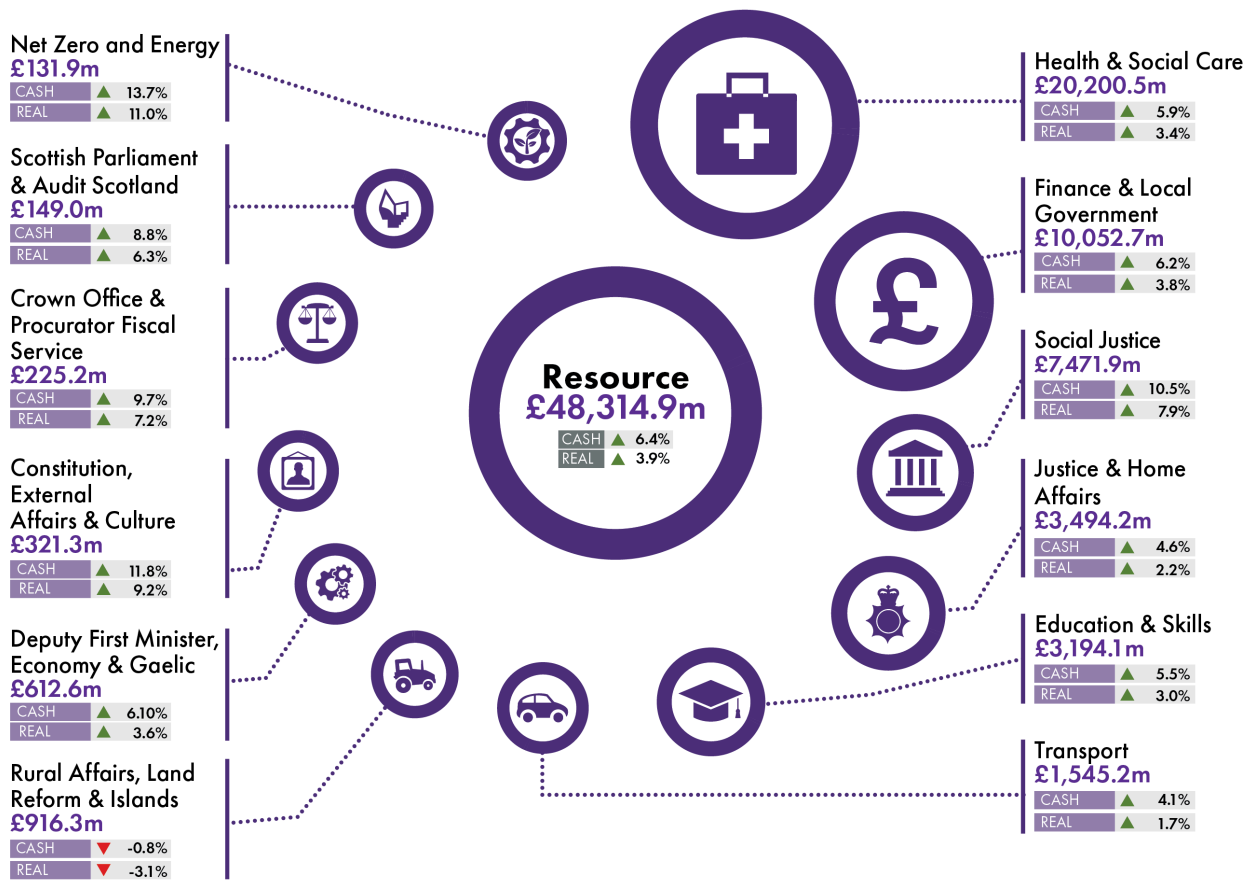 Net Zero and Energy
£131.9m
CASH ▲ 13.7%
REAL ▲ 11.0%
Scottish Parliament
& Audit Scotland
£149.0m
CASH ▲ 8.8%
REAL ▲ 6.3%
Crown Office &
Procurator Fiscal
Service
£225.2m
CASH ▲ 9.7%
REAL ▲ 7.2%
Constitution,
External
Affairs & Culture
£321.3m
CASH ▲ 11.8%
REAL ▲ 9.2%
Deputy First Minister,
Economy & Gaelic
£612.6m
CASH ▲ 6.10%
REAL ▲ 3.6%
Rural Affairs, Land
Reform & Islands
£916.3m
CASH ▼ -0.8%
REAL ▼ -3.1%
£
Resource
£48,314.9m
CASH ▲ 6.4%
REAL ▲ 3.9%
Health & Social Care
£20,200.5m
CASH ▲ 5.9%
REAL ▲ 3.4%
Finance & Local
Government
£10,052.7m
CASH ▲ 6.2%
REAL ▲ 3.8%
Social Justice
£7,471.9m
CASH ▲ 10.5%
REAL ▲ 7.9%
Justice & Home
Affairs
£3,494.2m
CASH ▲ 4.6%
REAL ▲ 2.2%
Education & Skills
£3,194.1m
CASH ▲ 5.5%
REAL ▲ 3.0%
Transport
£1,545.2m
CASH ▲ 4.1%
REAL ▲ 1.7%